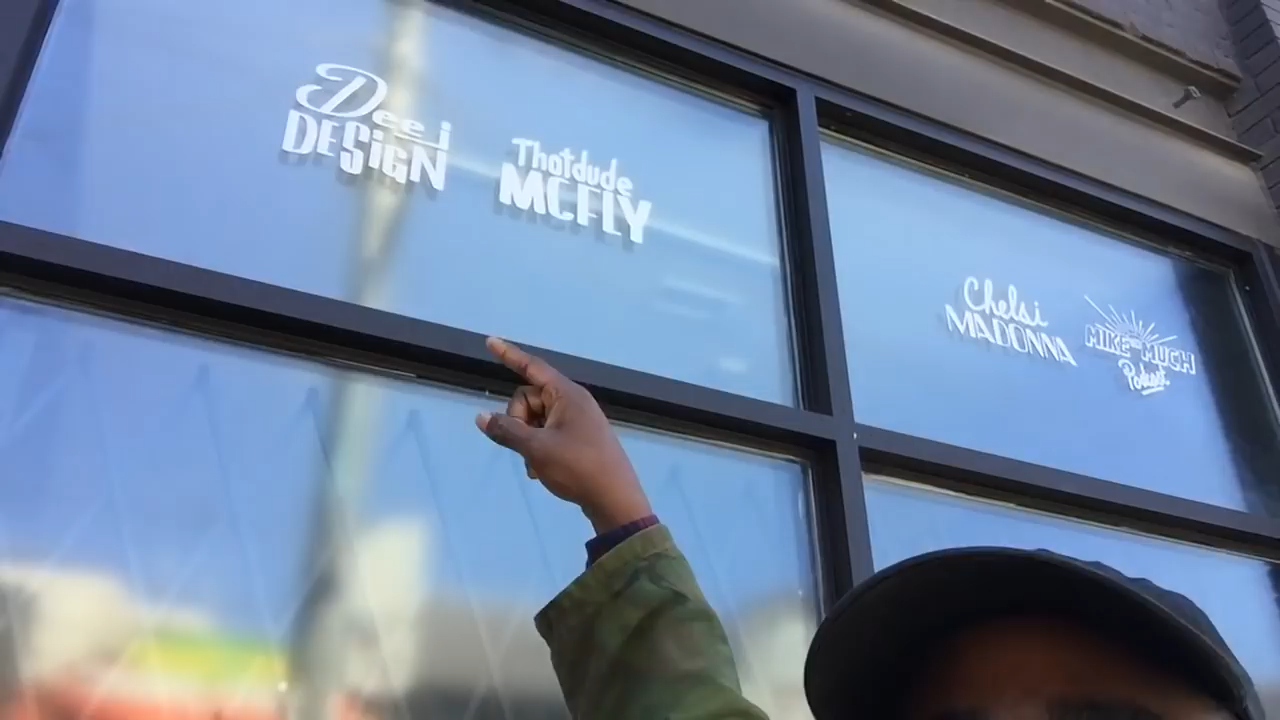 Deej
DESiGN
Thatdude
MCFLY
Chelsi
MADONNA
MIKE
MUCH
Podcast